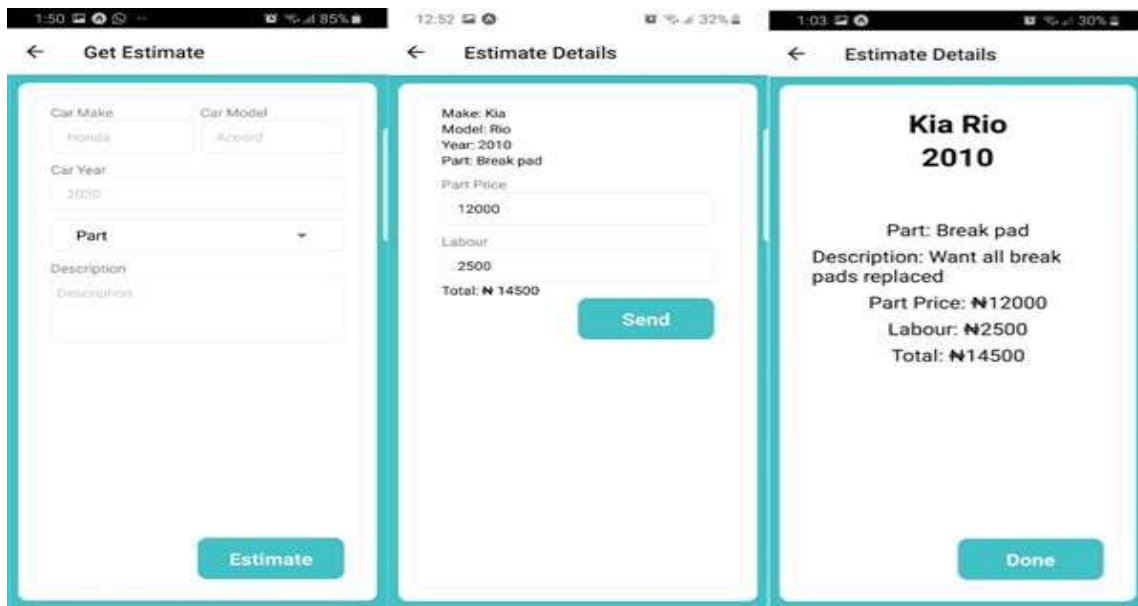 1:50
85%
Get Estimate
Car Make
Car Model
Honda
Accord
Car Year
2020
Part
Description
Description
Estimate
12:52
32%
Estimate Details
Make: Kia
Model: Rio
Year: 2010
Part: Break pad
Part Price
12000
Labour
2500
Total: ₦ 14500
Send
1:03
30%
Estimate Details
Kia Rio
2010
Part: Break pad
Description: Want all break
pads replaced
Part Price: ₦12000
Labour: ₦2500
Total: ₦14500
Done